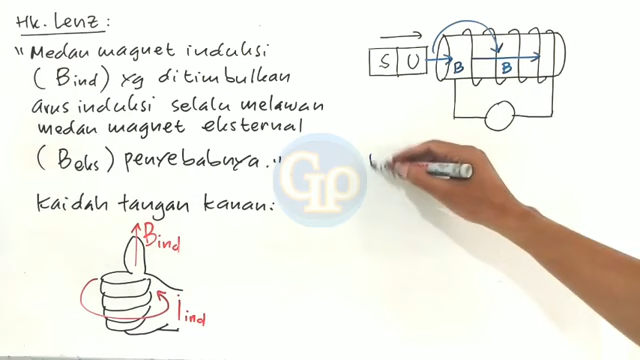 Hk. Lenz:
"Medan magnet induksi
(Bind) yg ditimbulkan
arus induksi selalu melawan
medan magnet eksternal
(Beks) penyebabnya."
Kaidah tangan kanan:
Bind
Iind
S U
B B
GIP